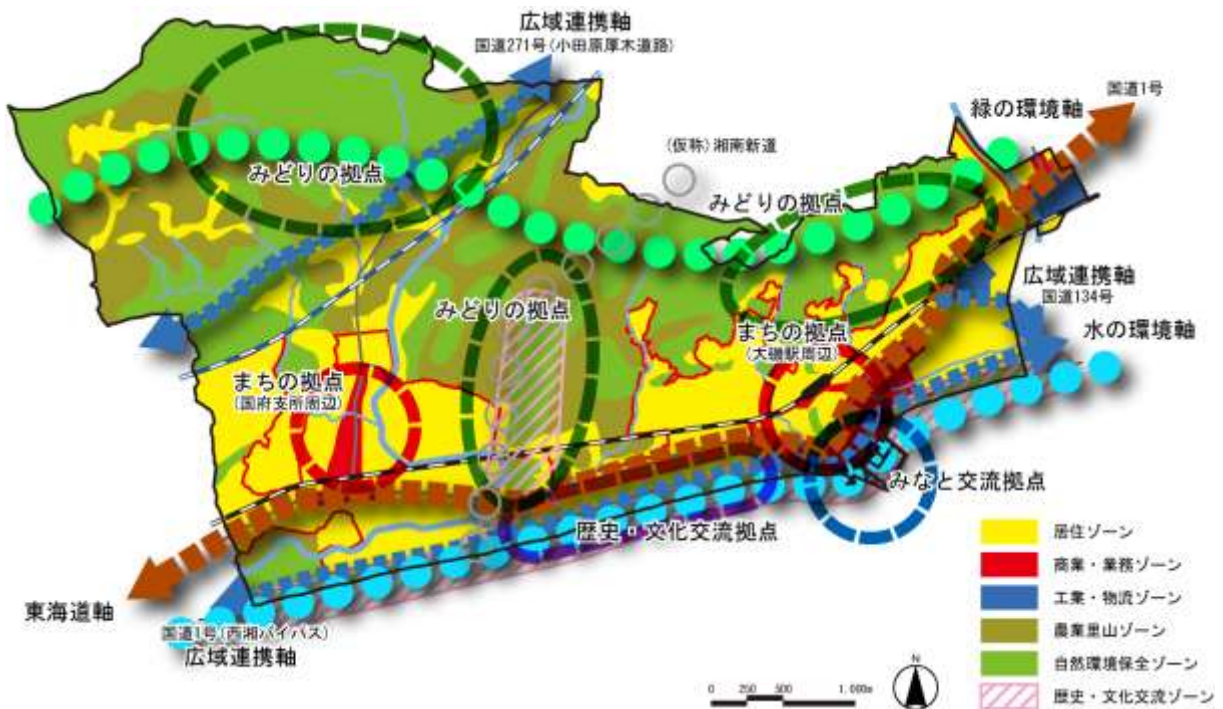 広域連携軸
国道271号(小田原厚木道路)
国道1号
緑の環境軸
(仮称)湘南新道
みどりの拠点
みどりの拠点
広域連携軸
国道134号
みどりの拠点
まちの拠点
(大磯駅周辺)
水の環境軸
まちの拠点
(国府支所周辺)
みなと交流拠点
歴史・文化交流拠点
東海道軸
国道1号(西湘バイパス)
広域連携軸
居住ゾーン
商業・業務ゾーン
工業・物流ゾーン
農業里山ゾーン
自然環境保全ゾーン
歴史・文化交流ゾーン
0 250 500 1,000m
N